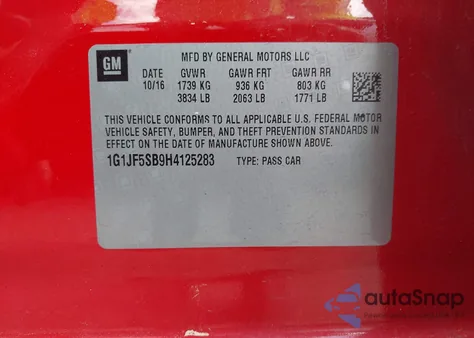 GM
MFD BY GENERAL MOTORS LLC
DATE GVWR GAWR FRT GAWR RR
10/16 1739 KG 936 KG 803 KG
3834 LB 2063 LB 1771 LB
THIS VEHICLE CONFORMS TO ALL APPLICABLE U.S. FEDERAL MOTOR
VEHICLE SAFETY, BUMPER, AND THEFT PREVENTION STANDARDS IN
EFFECT ON THE DATE OF MANUFACTURE SHOWN ABOVE.
1G1JF5SB9H4125283 TYPE: PASS CAR
autoSnap